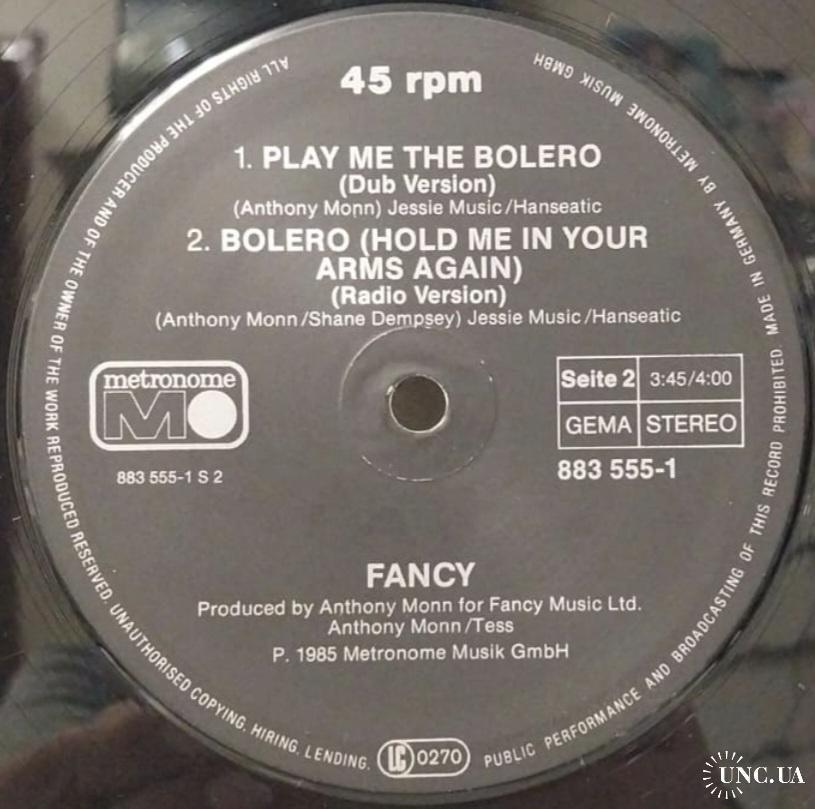 45 rpm
1. PLAY ME THE BOLERO
(Dub Version)
(Anthony Monn) Jessie Music/Hanseatic
2. BOLERO (HOLD ME IN YOUR
ARMS AGAIN)
(Radio Version)
(Anthony Monn/Shane Dempsey) Jessie Music/Hanseatic
metronome
M
883 555-1 S 2
Seite 2 3:45/4:00
GEMA STEREO
883 555-1
FANCY
Produced by Anthony Monn for Fancy Music Ltd.
Anthony Monn/Tess
P. 1985 Metronome Musik GmbH
ALL RIGHTS OF THE PRODUCER AND OF THE OWNER OF THE WORK REPRODUCED RESERVED. UNAUTHORISED COPYING, HIRING, LENDING, LC 0270 PUBLIC PERFORMANCE AND BROADCASTING OF THIS RECORD PROHIBITED. MADE IN GERMANY BY METRONOME MUSIK GMBH
UNC.UA